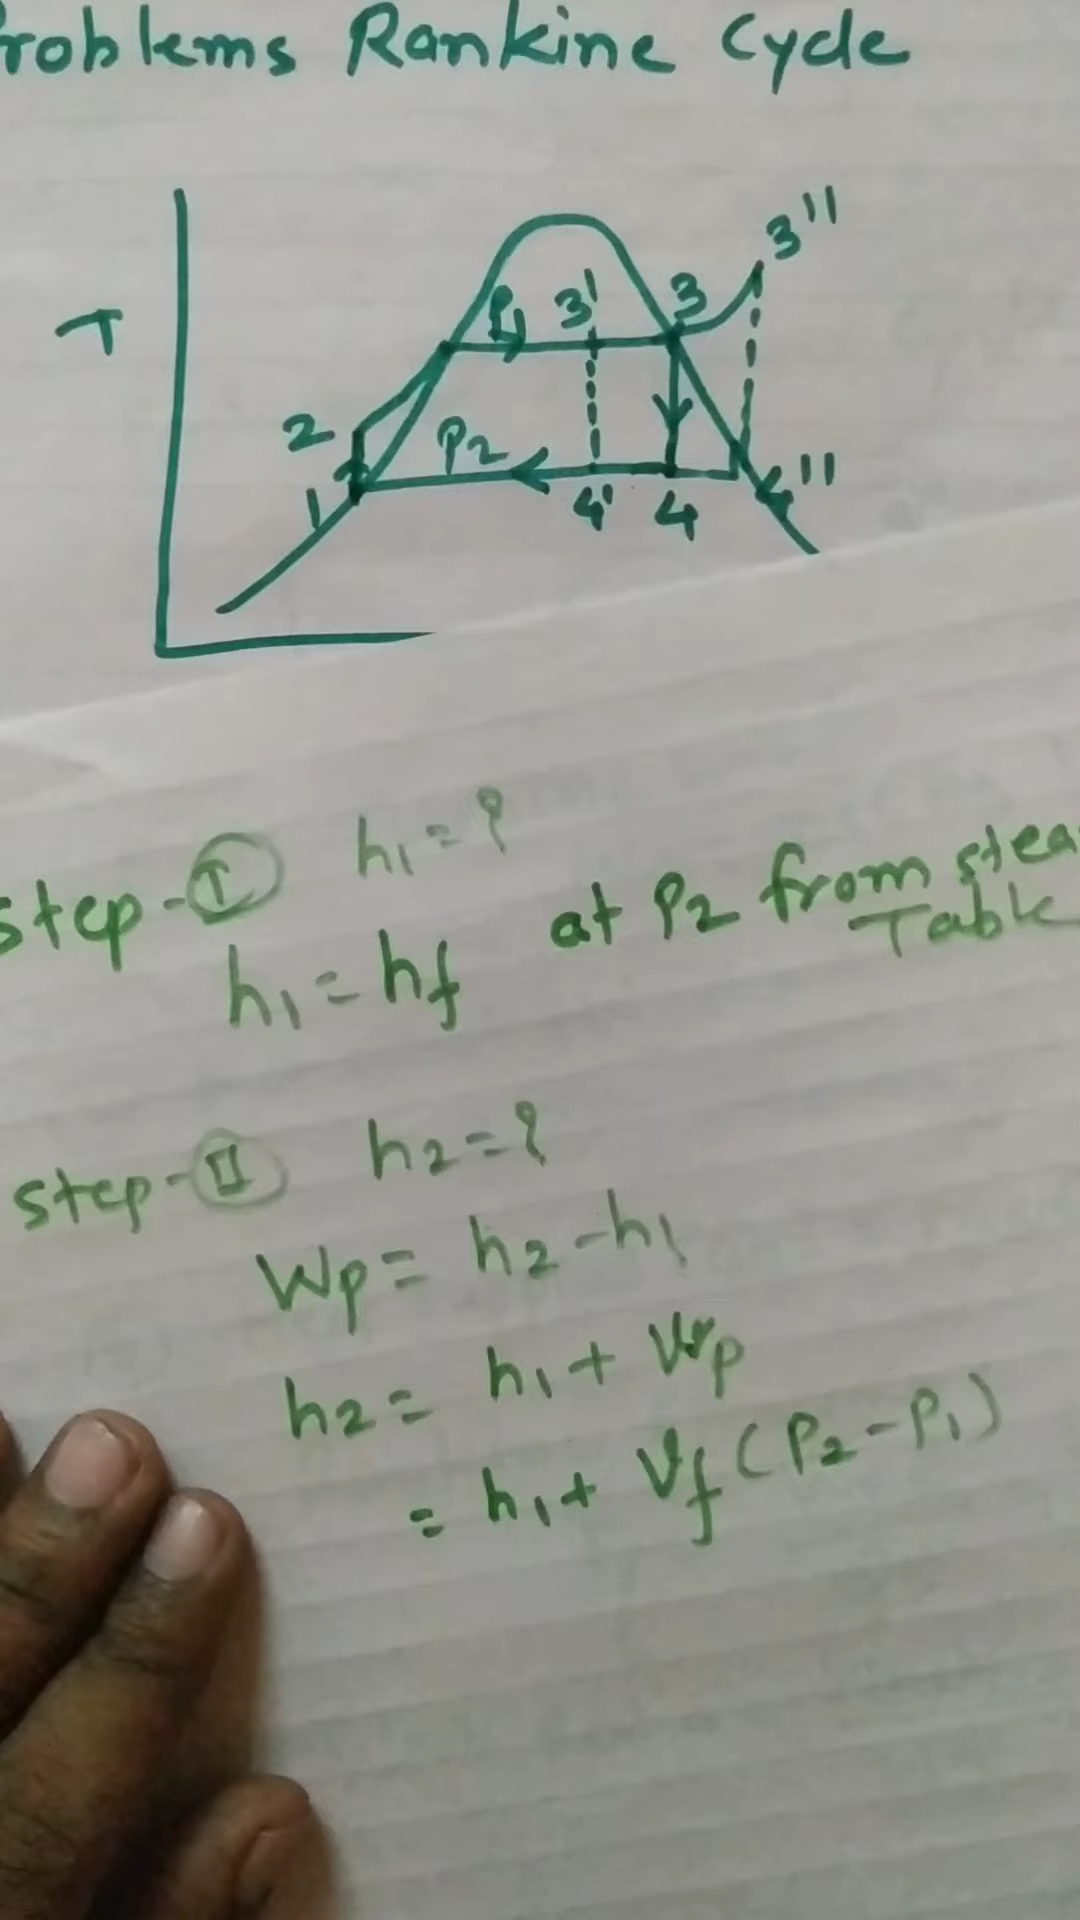 roblems Rankine Cycle
T
3"
P1 3' 3
2 P2
1 4' 4 4"
step-I h1=?
h1=hf at P2 from stea
Table
step-II h2=?
Wp= h2-h1
h2= h1+ Wp
= h1+ Vf(P2-P1)